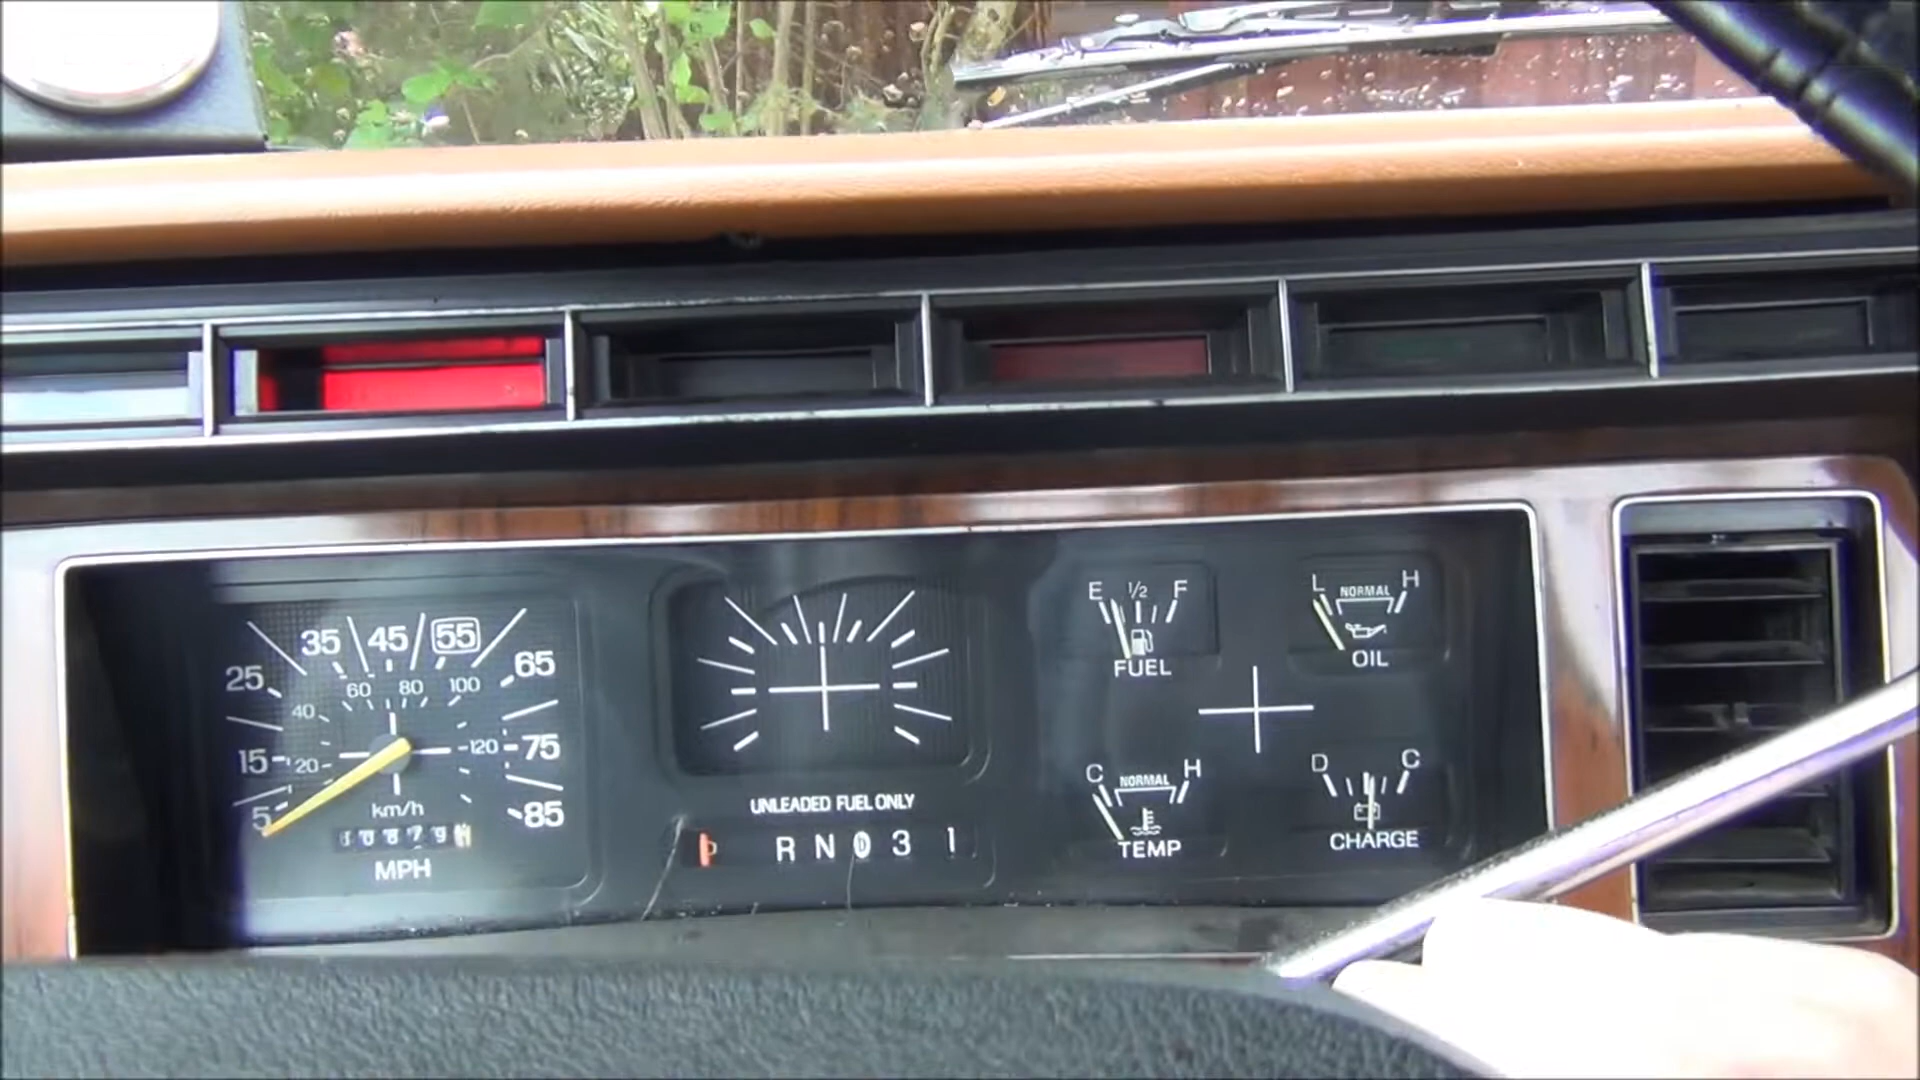 5
15
25
35
45
55
65
75
85
20
40
60
80
100
120
km/h
MPH
UNLEADED FUEL ONLY
R N D 3 1
E 1/2 F
FUEL
L NORMAL H
OIL
C NORMAL H
TEMP
D C
CHARGE